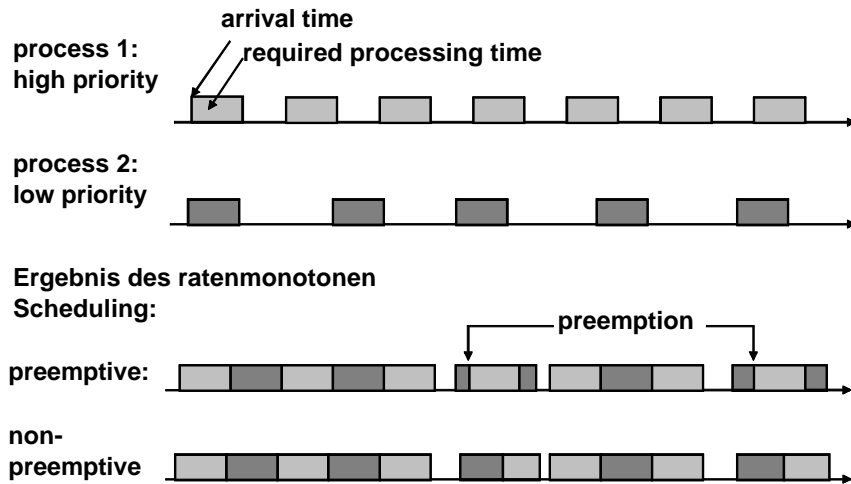 arrival time
process 1:
required processing time
high priority
process 2:
low priority
Ergebnis des ratenmonotonen
Scheduling:
preemption
preemptive:
non-
preemptive